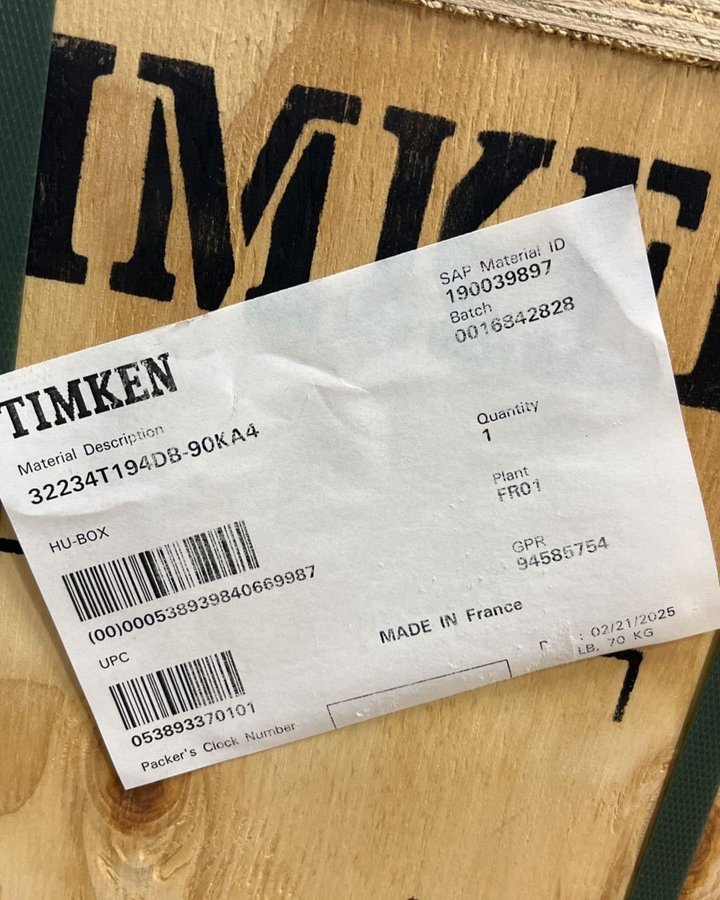 IMKE
TIMKEN
SAP Material ID
190039897
Batch
0016842828
Material Description
32234T194DB-90KA4
Quantity
1
Plant
FR01
HU-BOX
(00)000538939840669987
GPR
94585754
UPC
053893370101
MADE IN France
: 02/21/2025
LB, 70 KG
Packer's Clock Number